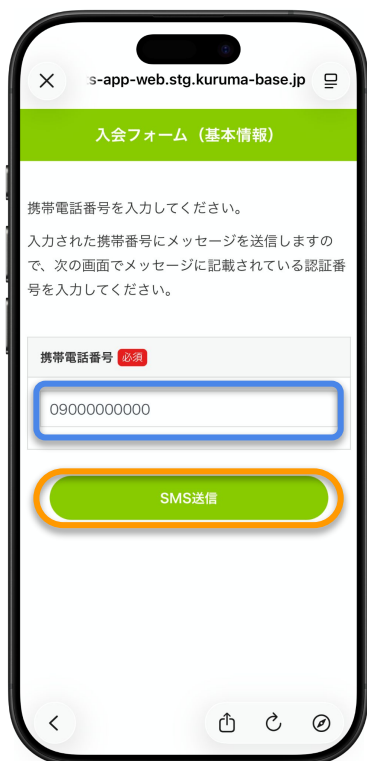 s-app-web.stg.kuruma-base.jp
入会フォーム（基本情報）
携帯電話番号を入力してください。
入力された携帯番号にメッセージを送信しますの
で、次の画面でメッセージに記載されている認証番
号を入力してください。
携帯電話番号 必須
09000000000
SMS送信